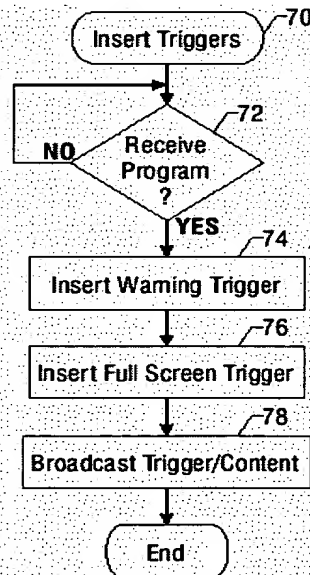 Insert Triggers
70
72
Receive
Program
?
NO
YES
74
Insert Warning Trigger
76
Insert Full Screen Trigger
78
Broadcast Trigger/Content
End